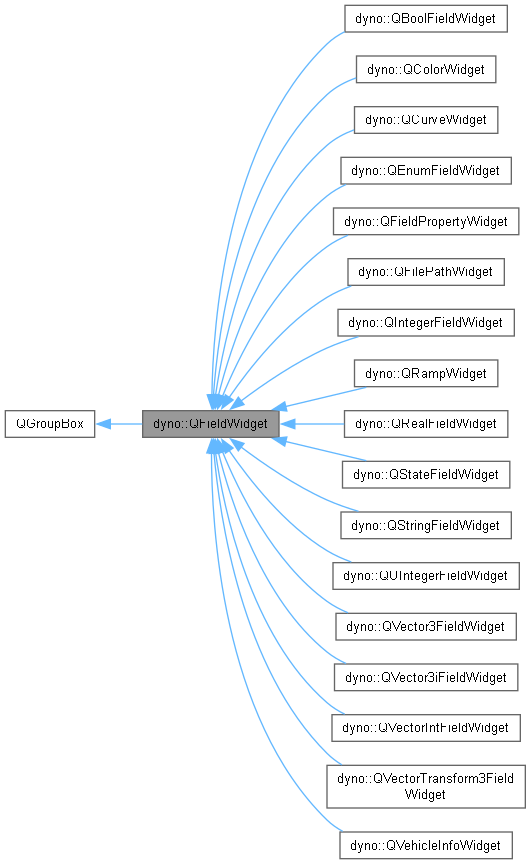 dyno::QBoolFieldWidget
dyno::QColorWidget
dyno::QCurveWidget
dyno::QEnumFieldWidget
dyno::QFieldPropertyWidget
dyno::QFilePathWidget
dyno::QIntegerFieldWidget
dyno::QRampWidget
QGroupBox
dyno::QFieldWidget
dyno::QRealFieldWidget
dyno::QStateFieldWidget
dyno::QStringFieldWidget
dyno::QUIntegerFieldWidget
dyno::QVector3FieldWidget
dyno::QVector3iFieldWidget
dyno::QVectorIntFieldWidget
dyno::QVectorTransform3Field
Widget
dyno::QVehicleInfoWidget